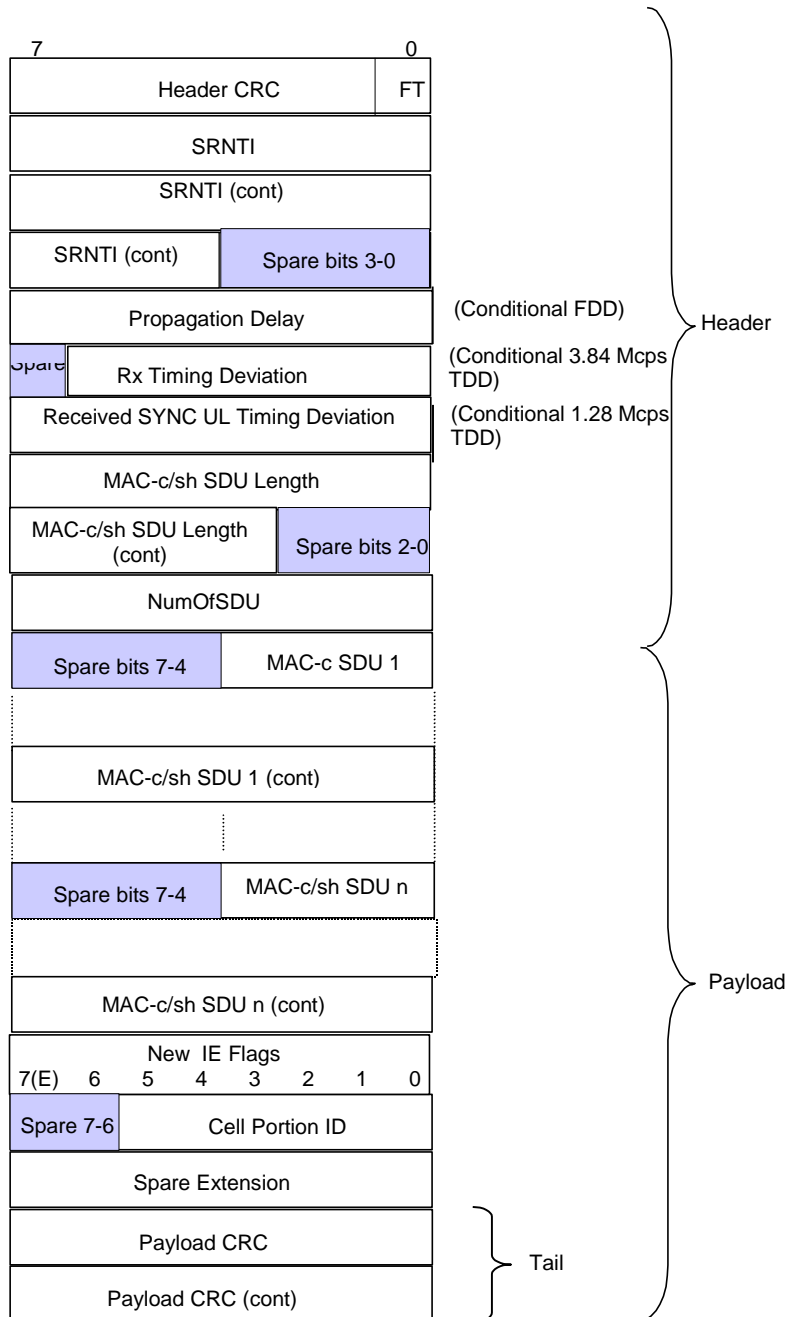 7 0
Header CRC FT
SRNTI
SRNTI (cont)
SRNTI (cont) Spare bits 3-0
Propagation Delay (Conditional FDD)
Header
Spare Rx Timing Deviation (Conditional 3.84 Mcps
TDD)
Received SYNC UL Timing Deviation (Conditional 1.28 Mcps
TDD)
MAC-c/sh SDU Length
MAC-c/sh SDU Length
(cont) Spare bits 2-0
NumOfSDU
Spare bits 7-4 MAC-c SDU 1
MAC-c/sh SDU 1 (cont)
Spare bits 7-4 MAC-c/sh SDU n
MAC-c/sh SDU n (cont)
Payload
New IE Flags
7(E) 6 5 4 3 2 1 0
Spare 7-6 Cell Portion ID
Spare Extension
Payload CRC
Tail
Payload CRC (cont)